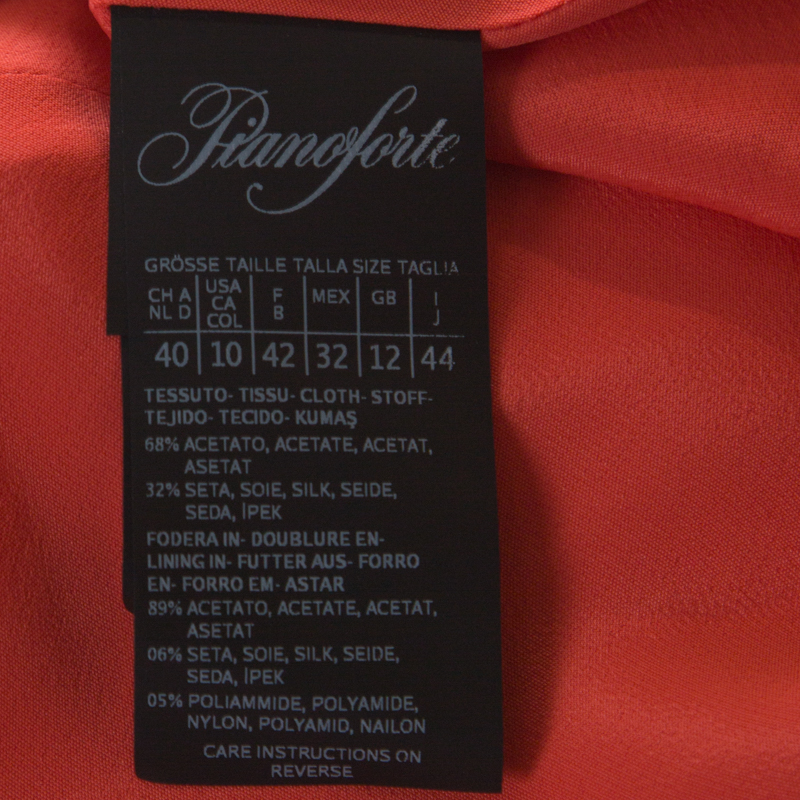 Pianoforte
GRÖSSE TAILLE TALLA SIZE TAGLIA
CH A NL D | USA CA COL | F B | MEX | GB | I J
40 | 10 | 42 | 32 | 12 | 44
TESSUTO- TISSU- CLOTH- STOFF-
TEJIDO- TECIDO- KUMAŞ
68% ACETATO, ACETATE, ACETAT,
ASETAT
32% SETA, SOIE, SILK, SEIDE,
SEDA, İPEK
FODERA IN- DOUBLURE EN-
LINING IN- FUTTER AUS- FORRO
EN- FORRO EM- ASTAR
89% ACETATO, ACETATE, ACETAT,
ASETAT
06% SETA, SOIE, SILK, SEIDE,
SEDA, İPEK
05% POLIAMMIDE, POLYAMIDE,
NYLON, POLYAMID, NAILON
CARE INSTRUCTIONS ON
REVERSE